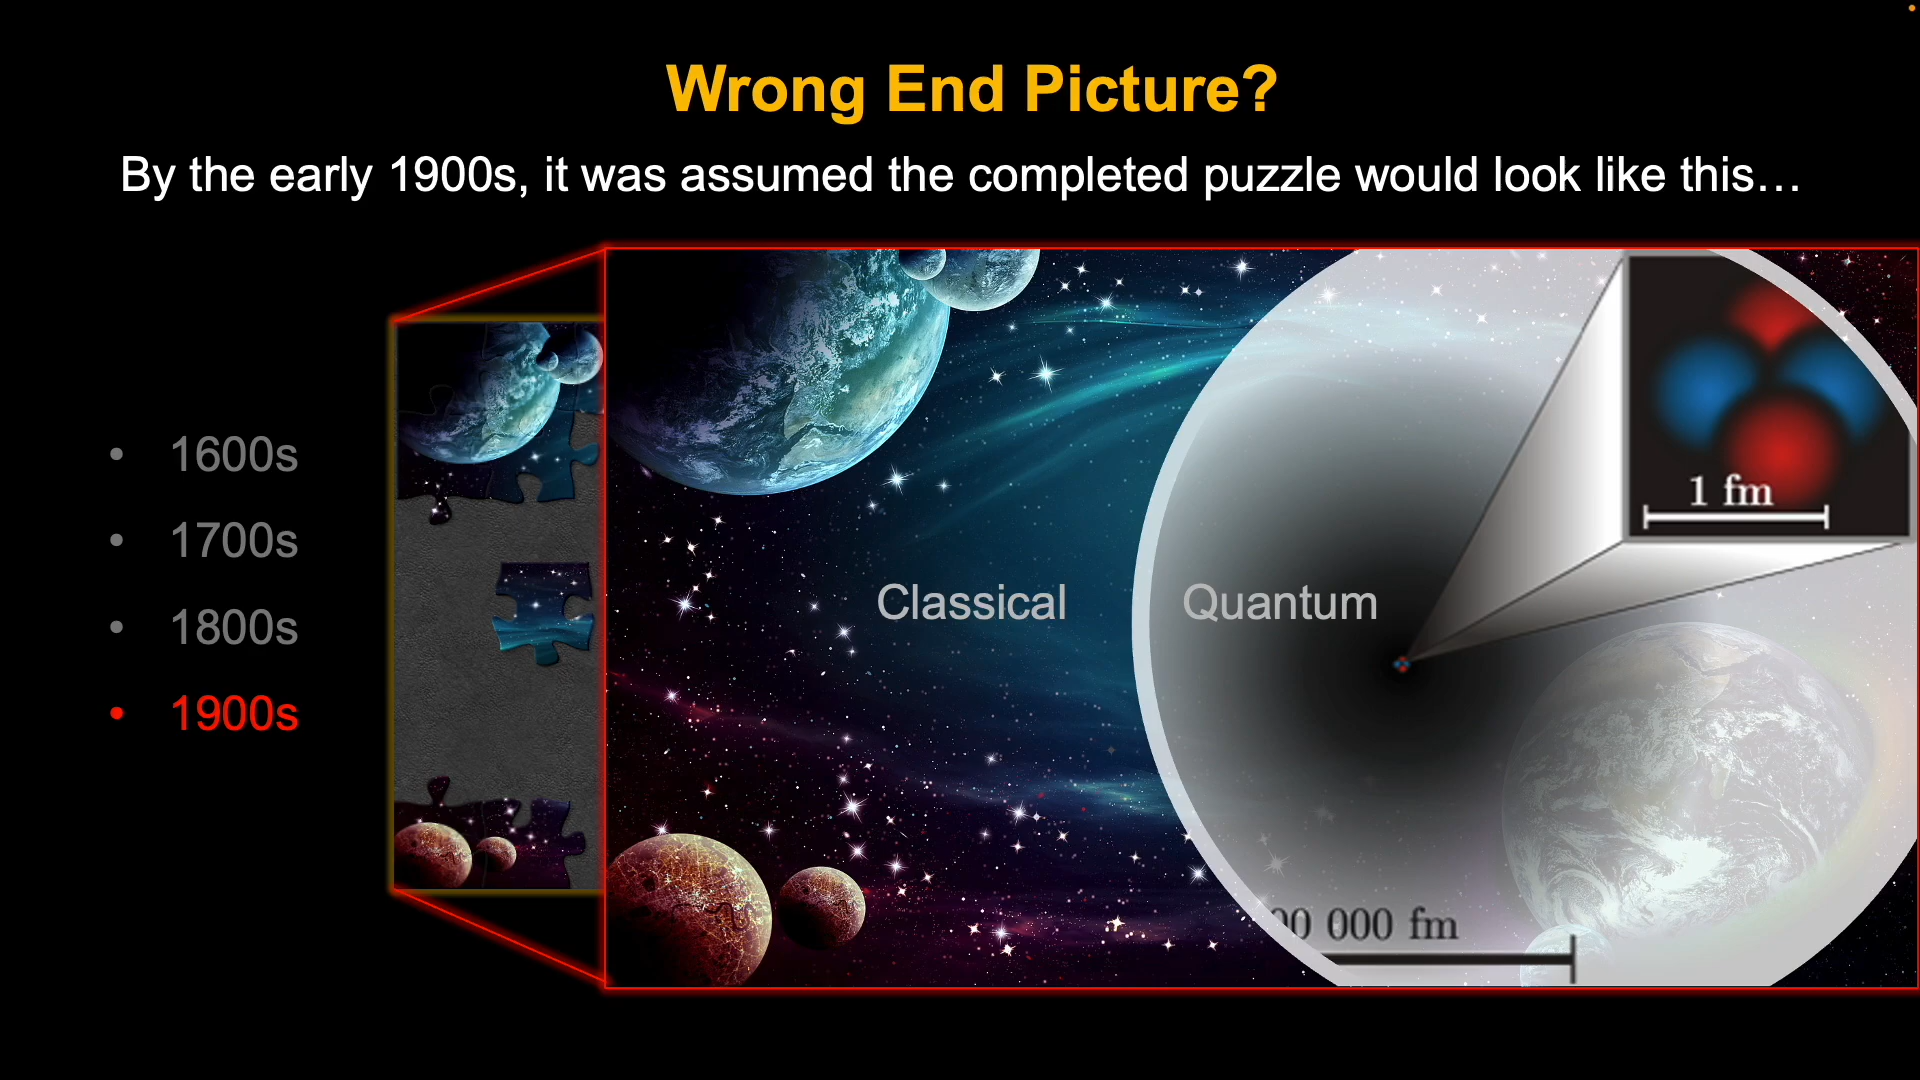 Wrong End Picture?
By the early 1900s, it was assumed the completed puzzle would look like this…
• 1600s
• 1700s
• 1800s
• 1900s
Classical
Quantum
1 fm
00 000 fm